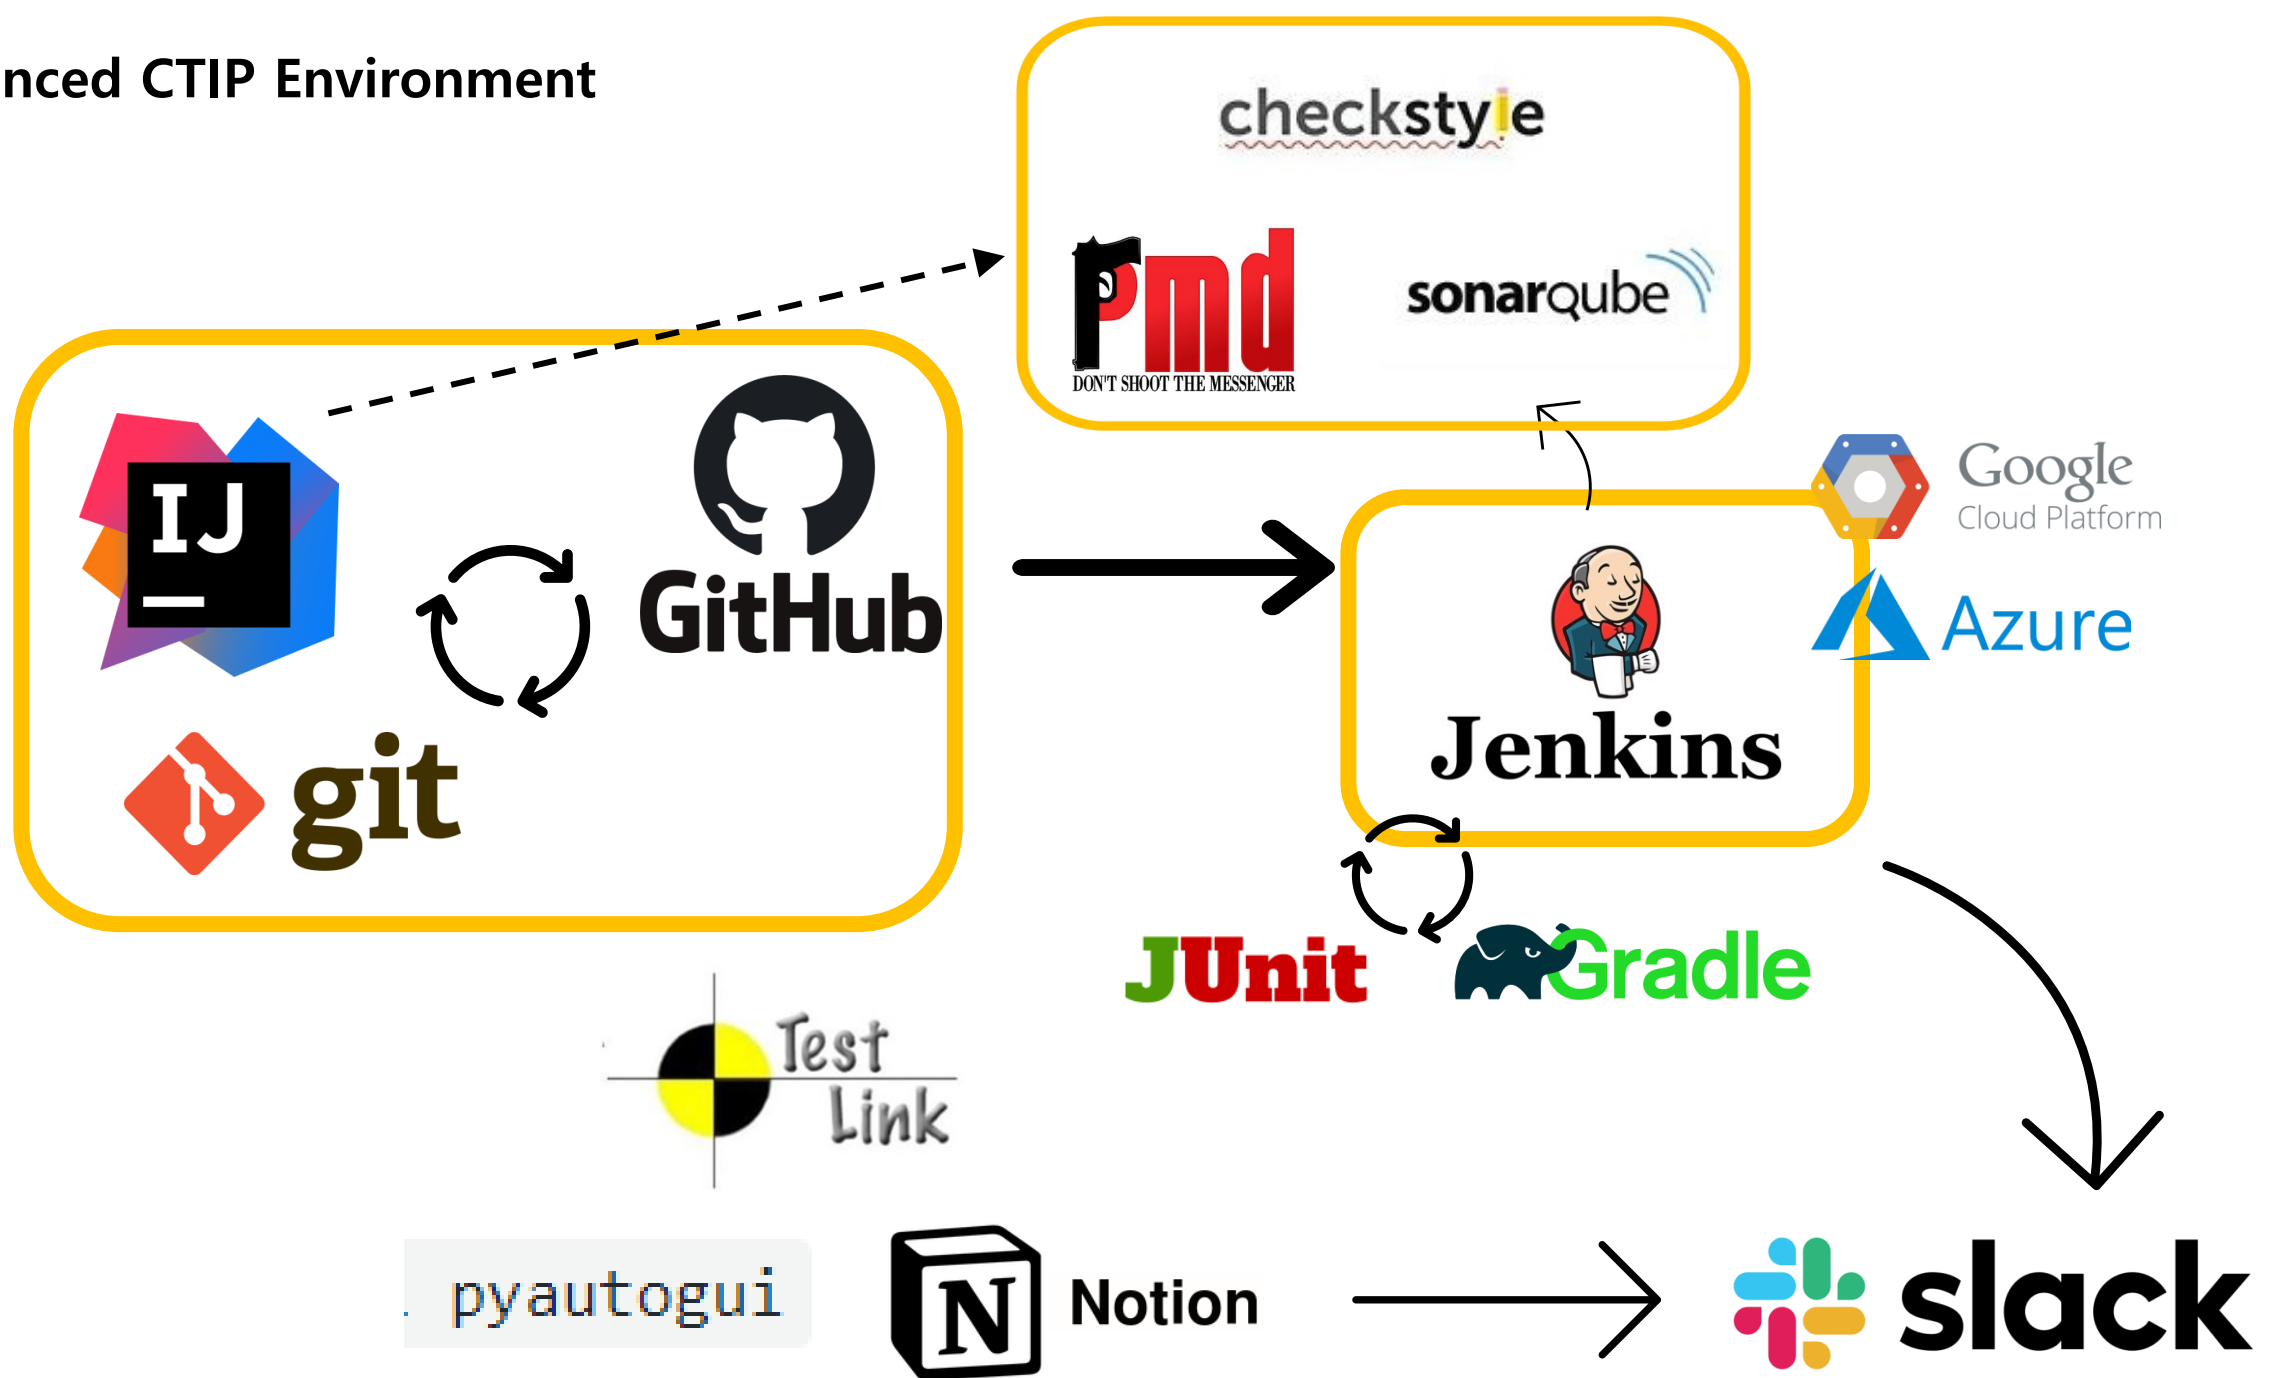 nced CTIP Environment
checkstyle
pmd
DON'T SHOOT THE MESSENGER
sonarqube
IJ
GitHub
git
Google
Cloud Platform
Azure
Jenkins
JUnit
Gradle
Test
Link
pyautogui
N
Notion
slack